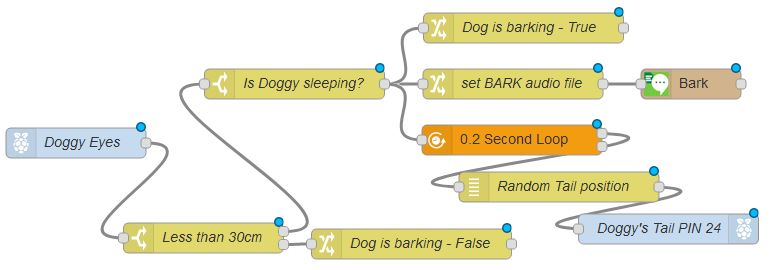 Dog is barking - True
Is Doggy sleeping?
set BARK audio file
Bark
Doggy Eyes
0.2 Second Loop
Random Tail position
Doggy's Tail PIN 24
Less than 30cm
Dog is barking - False